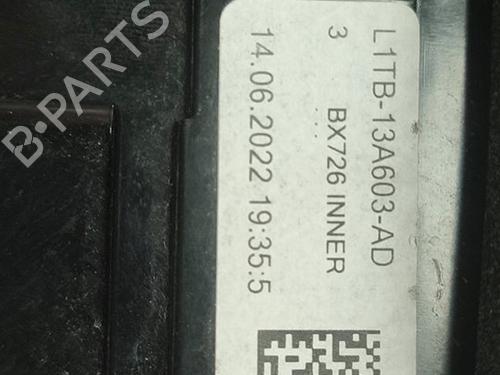 L1TB-13A603-AD
3 BX726 INNER
14.06.2022 19:35:5
B-PARTS